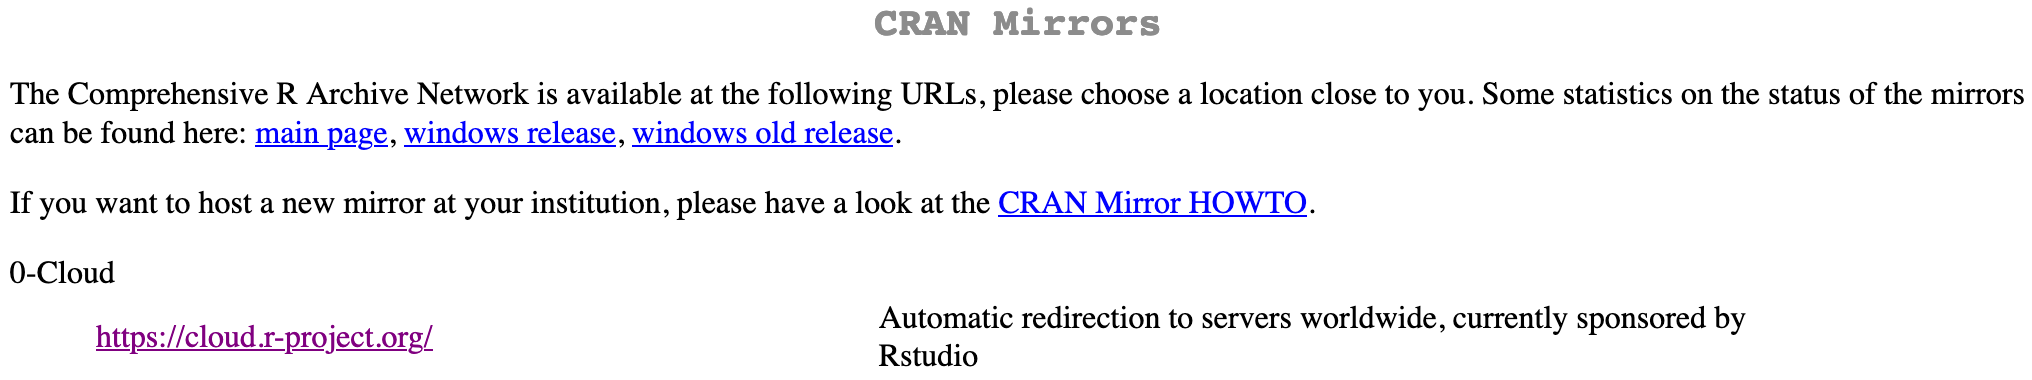 CRAN Mirrors
The Comprehensive R Archive Network is available at the following URLs, please choose a location close to you. Some statistics on the status of the mirrors
can be found here: main page, windows release, windows old release.
If you want to host a new mirror at your institution, please have a look at the CRAN Mirror HOWTO.
0-Cloud
https://cloud.r-project.org/
Automatic redirection to servers worldwide, currently sponsored by
Rstudio